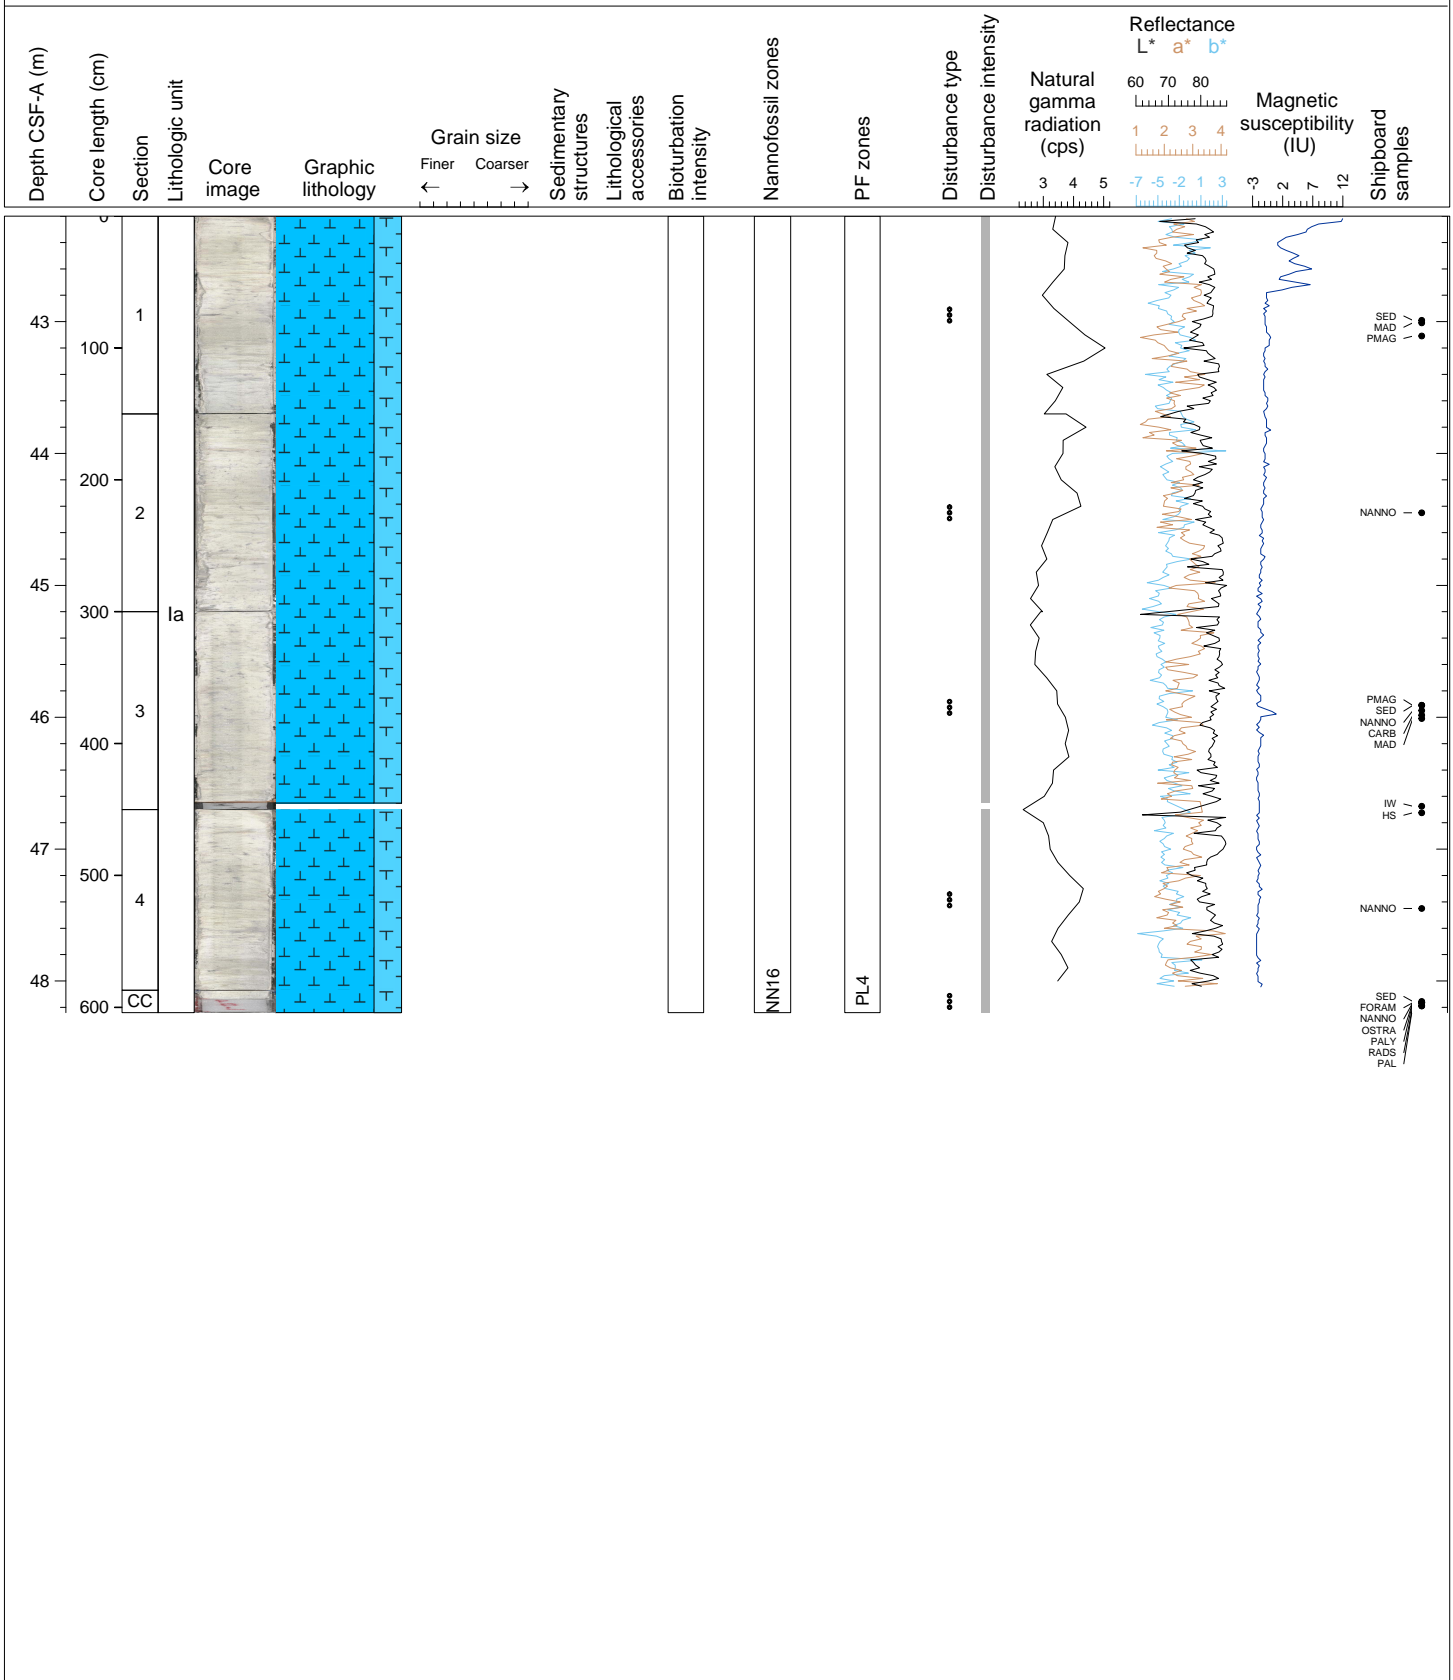 Depth CSF-A (m)
Core length (cm)
Section
Lithologic unit
Core
image
Graphic
lithology
Grain size
Finer Coarser
← →
Sedimentary
structures
Lithological
accessories
Bioturbation
intensity
Nannofossil zones
PF zones
Disturbance type
Disturbance intensity
Natural
gamma
radiation
(cps)
3 4 5
Reflectance
L* a* b*
60 70 80
1 2 3 4
-7 -5 -2 1 3
Magnetic
susceptibility
(IU)
-3 2 7 12
Shipboard
samples
0
43
100
1
SED
MAD
PMAG
44
200
2
NANNO
45
300
Ia
46
400
3
PMAG
SED
NANNO
CARB
MAD
IW
HS
47
500
4
NANNO
48
600
CC
NN16
PL4
SED
FORAM
NANNO
OSTRA
PALY
RADS
PAL